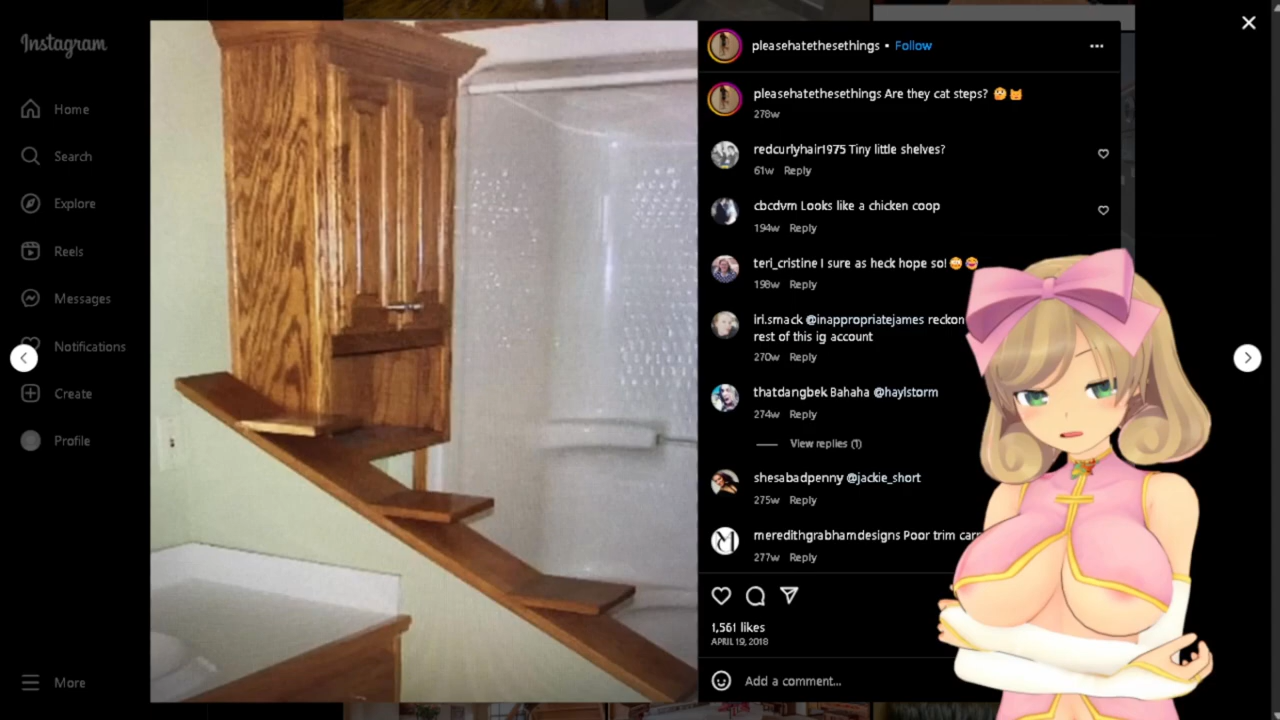 Instagram
Home
Search
Explore
Reels
Messages
Notifications
Create
Profile
More
pleasehatethesethings • Follow
pleasehatethesethings Are they cat steps?
278w
redcurlyhair1975 Tiny little shelves?
61w Reply
cbcdvm Looks like a chicken coop
194w Reply
teri_cristine I sure as heck hope so!
198w Reply
iri.smack @inappropriatejames reckon
rest of this ig account
270w Reply
thatdangbek Bahaha @haylstorm
274w Reply
View replies (1)
shesabadpenny @jackie_short
275w Reply
meredithgrabhamdesigns Poor trim
277w Reply
1,561 likes
APRIL 19, 2018
Add a comment...